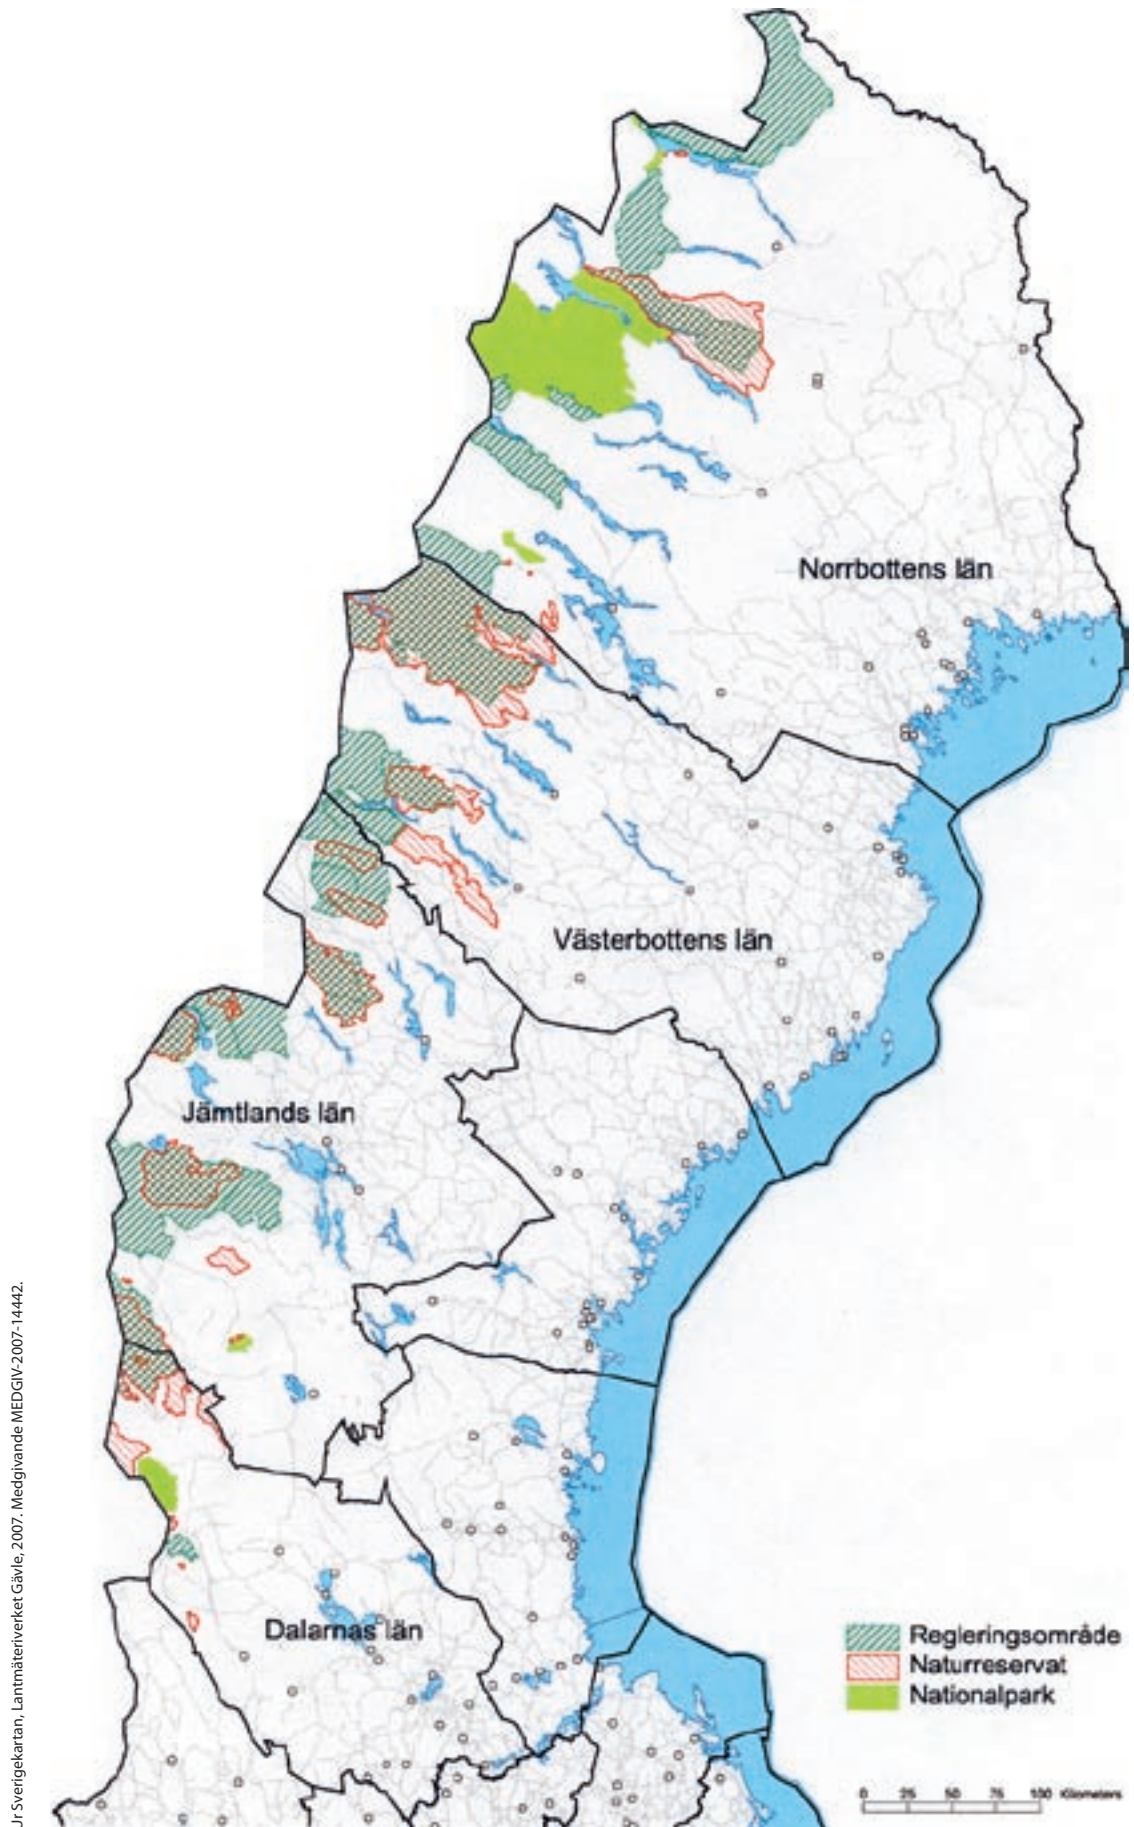 Norrbottens län
Västerbottens län
Jämtlands län
Dalarnas län
Regleringsområde
Naturreservat
Nationalpark
0 25 50 75 100 Kilometers
Ur Sverigekartan, Lantmäteriverket Gävle, 2007. Medgivande MEDGIV-2007-14442.